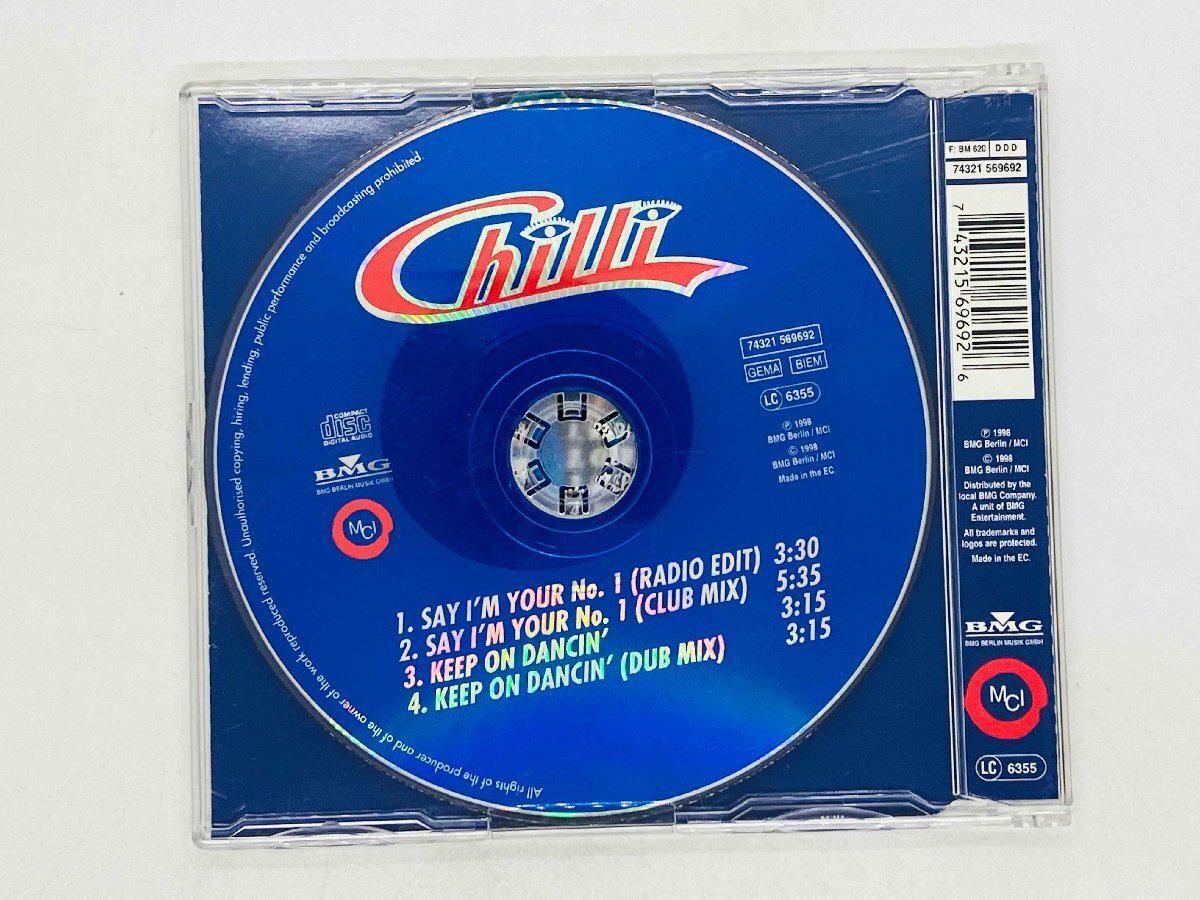 Chilli
74321 569692
GEMA BIEM
LC 6355
℗ 1998
BMG Berlin / MCI
© 1998
BMG Berlin / MCI
Made in the EC.
COMPACT
disc
DIGITAL AUDIO
BMG
BMG BERLIN MUSIK GMBH
MCI
1. SAY I'M YOUR No. 1 (RADIO EDIT) 3:30
2. SAY I'M YOUR No. 1 (CLUB MIX) 5:35
3. KEEP ON DANCIN' 3:15
4. KEEP ON DANCIN' (DUB MIX) 3:15
All rights of the producer and of the owner of the work reproduced reserved. Unauthorised copying, hiring, lending, public performance and broadcasting prohibited.
F: BM 620 DDD
74321 569692
7 43215 69692 6
℗ 1998
BMG Berlin / MCI
© 1998
BMG Berlin / MCI
Distributed by the
local BMG Company.
A unit of BMG
Entertainment.
All trademarks and
logos are protected.
Made in the EC.
BMG
BMG BERLIN MUSIK GMBH
MCI
LC 6355